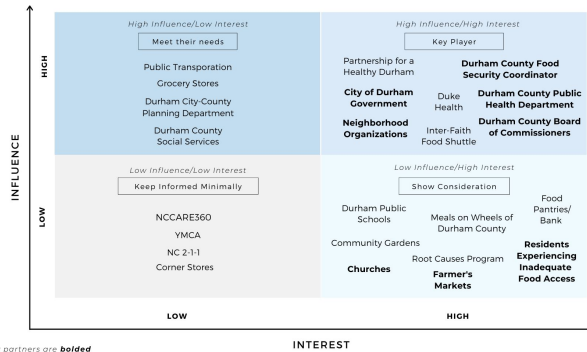 High Influence/Low Interest
Meet their needs
Public Transporation
Grocery Stores
Durham City-County
Planning Department
Durham County
Social Services
High Influence/High Interest
Key Player
Partnership for a
Healthy Durham
Durham County Food
Security Coordinator
City of Durham
Government
Duke
Health
Durham County Public
Health Department
Neighborhood
Organizations
Inter-Faith
Food Shuttle
Durham County Board
of Commissioners
Low Influence/Low Interest
Keep Informed Minimally
NCCARE360
YMCA
NC 2-1-1
Corner Stores
Low Influence/High Interest
Show Consideration
Durham Public
Schools
Meals on Wheels of
Durham County
Food
Pantries/
Bank
Community Gardens
Root Causes Program
Residents
Experiencing
Inadequate
Food Access
Churches
Farmer's
Markets
HIGH
INFLUENCE
LOW
LOW
HIGH
INTEREST
partners are bolded